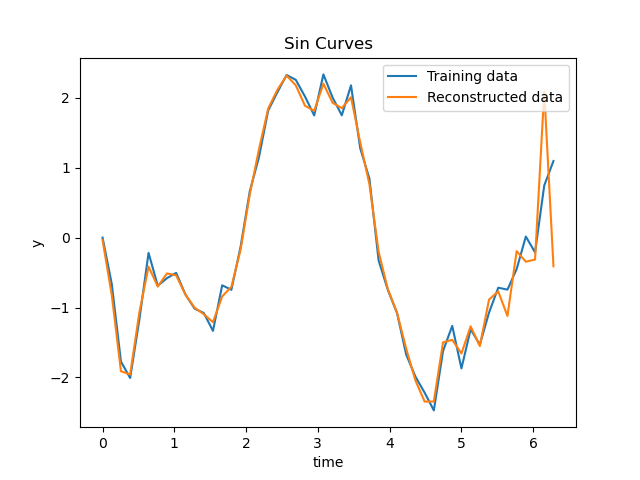 Sin Curves
Training data
Reconstructed data
2
1
0
−1
−2
y
0 1 2 3 4 5 6
time